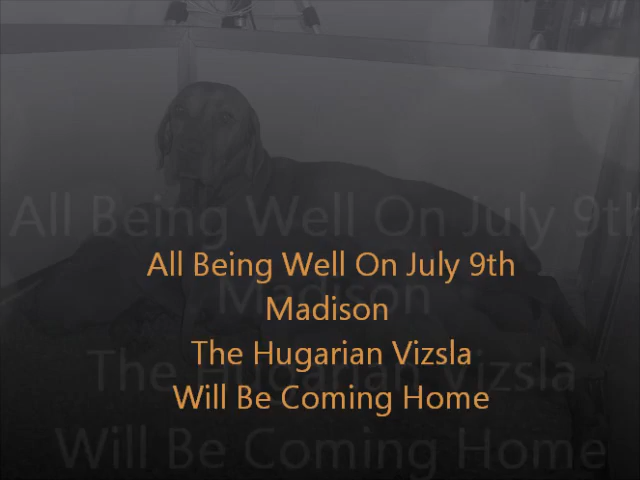 All Being Well On July 9th
Madison
The Hugarian Vizsla
Will Be Coming Home